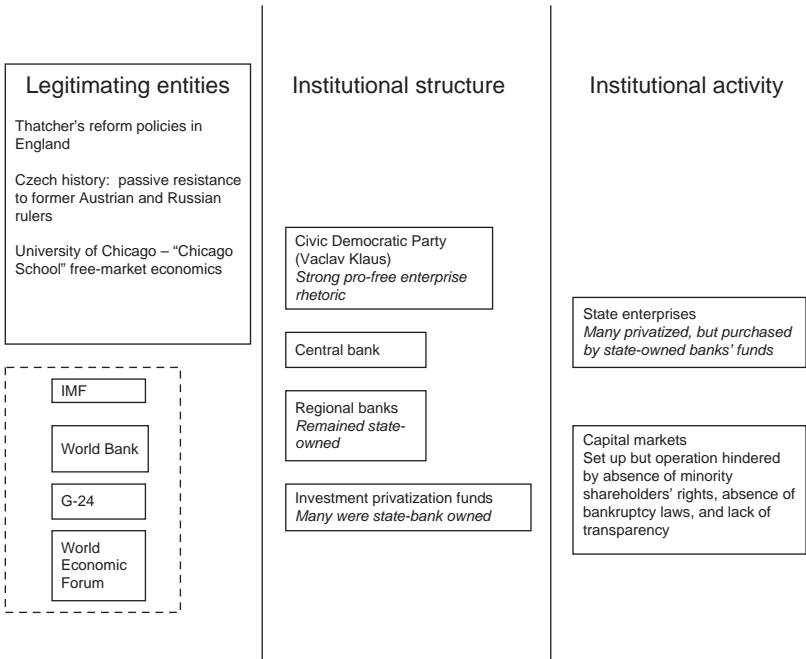 Legitimating entities
Thatcher's reform policies in
England
Czech history: passive resistance
to former Austrian and Russian
rulers
University of Chicago – “Chicago
School” free-market economics
IMF
World Bank
G-24
World
Economic
Forum
Institutional structure
Civic Democratic Party
(Vaclav Klaus)
Strong pro-free enterprise
rhetoric
Central bank
Regional banks
Remained state-
owned
Investment privatization funds
Many were state-bank owned
Institutional activity
State enterprises
Many privatized, but purchased
by state-owned banks' funds
Capital markets
Set up but operation hindered
by absence of minority
shareholders' rights, absence of
bankruptcy laws, and lack of
transparency